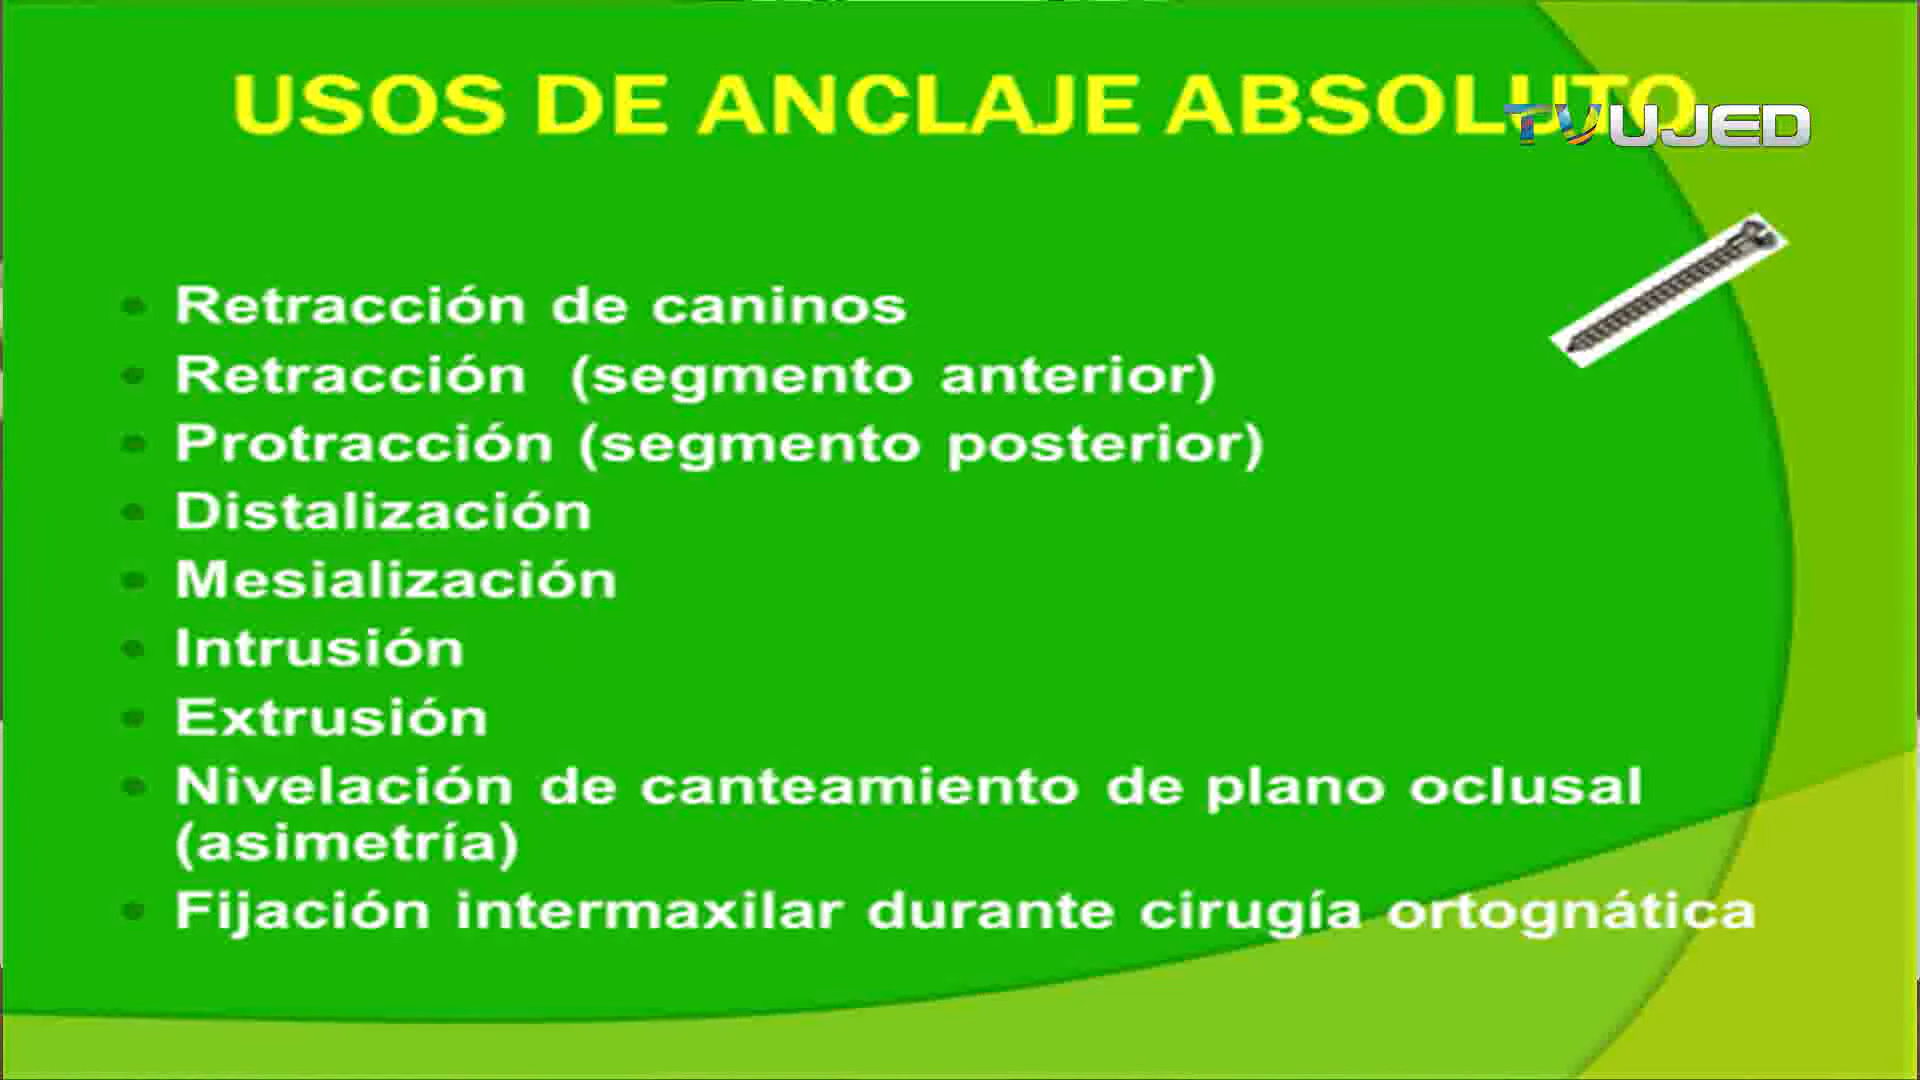 USOS DE ANCLAJE ABSOLUTO
TVUJED
Retracción de caninos
Retracción (segmento anterior)
Protracción (segmento posterior)
Distalización
Mesialización
Intrusión
Extrusión
Nivelación de canteamiento de plano oclusal
(asimetría)
Fijación intermaxilar durante cirugía ortognática